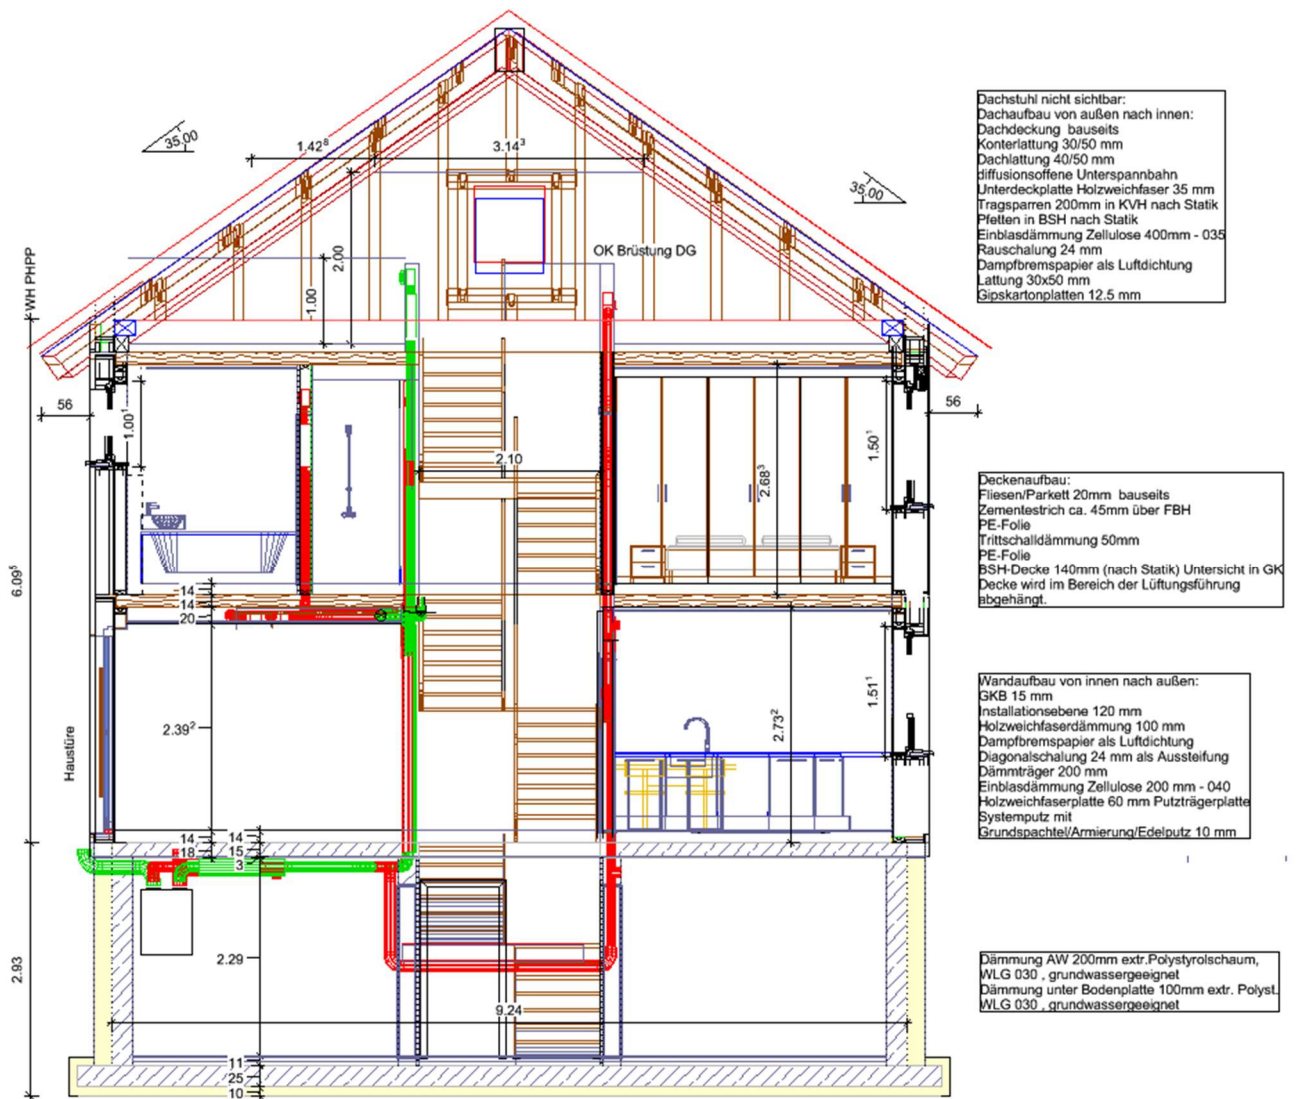 Dachstuhl nicht sichtbar:
Dachaufbau von außen nach innen:
Dachdeckung bauseits
Konterlattung 30/50 mm
Dachlattung 40/50 mm
diffusionsoffene Unterspannbahn
Unterdeckplatte Holzweichfaser 35 mm
Tragsparren 200mm in KVH nach Statik
Pfetten in BSH nach Statik
Einblasdämmung Zellulose 400mm - 035
Rauschalung 24 mm
Dampfbremspapier als Luftdichtung
Lattung 30x50 mm
Gipskartonplatten 12.5 mm
35,00
1.42⁸
3.14³
35,00
2.00
OK Brüstung DG
1.00
WH PHPP
56
56
1.00¹
2.10
2.68³
1.50¹
Deckenaufbau:
Fliesen/Parkett 20mm bauseits
Zementestrich ca. 45mm über FBH
PE-Folie
Trittschalldämmung 50mm
PE-Folie
BSH-Decke 140mm (nach Statik) Untersicht in GK
Decke wird im Bereich der Lüftungsführung
abgehängt.
6.09⁵
14
14
20
Haustüre
2.39²
2.73²
1.51¹
Wandaufbau von innen nach außen:
GKB 15 mm
Installationsebene 120 mm
Holzweichfaserdämmung 100 mm
Dampfbremspapier als Luftdichtung
Diagonalschalung 24 mm als Aussteifung
Dämmträger 200 mm
Einblasdämmung Zellulose 200 mm - 040
Holzweichfaserplatte 60 mm Putzträgerplatte
Systemputz mit
Grundspachtel/Armierung/Edelputz 10 mm
14 14
18 15
3
2.93
2.29
9.24
Dämmung AW 200mm extr.Polystyrolschaum,
WLG 030 , grundwassergeeignet
Dämmung unter Bodenplatte 100mm extr. Polyst.
WLG 030 , grundwassergeeignet
11
25
10